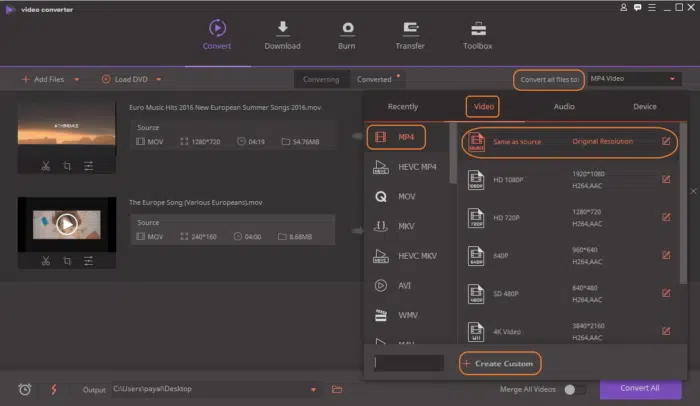 video converter
Convert
Download
Burn
Transfer
Toolbox
+ Add Files
Load DVD
Converting
Converted
Convert all files to:
MP4 Video
Euro Music Hits 2016 New European Summer Songs 2016.mov
Source
MOV 1280*720 04:19 54.76MB
The Europe Song (Various Europeans).mov
Source
MOV 240*160 04:00 8.68MB
Recently
Video
Audio
Device
MP4
HEVC MP4
MOV
MKV
HEVC MKV
AVI
WMV
M4V
Same as source Original Resolution
HD 1080P 1920*1080
H264,AAC
HD 720P 1280*720
H264,AAC
640P 960*640
H264,AAC
SD 480P 640*480
H264,AAC
4K Video 3840*2160
H264,AAC
+ Create Custom
Output C:\Users\payal\Desktop
Merge All Videos
Convert All